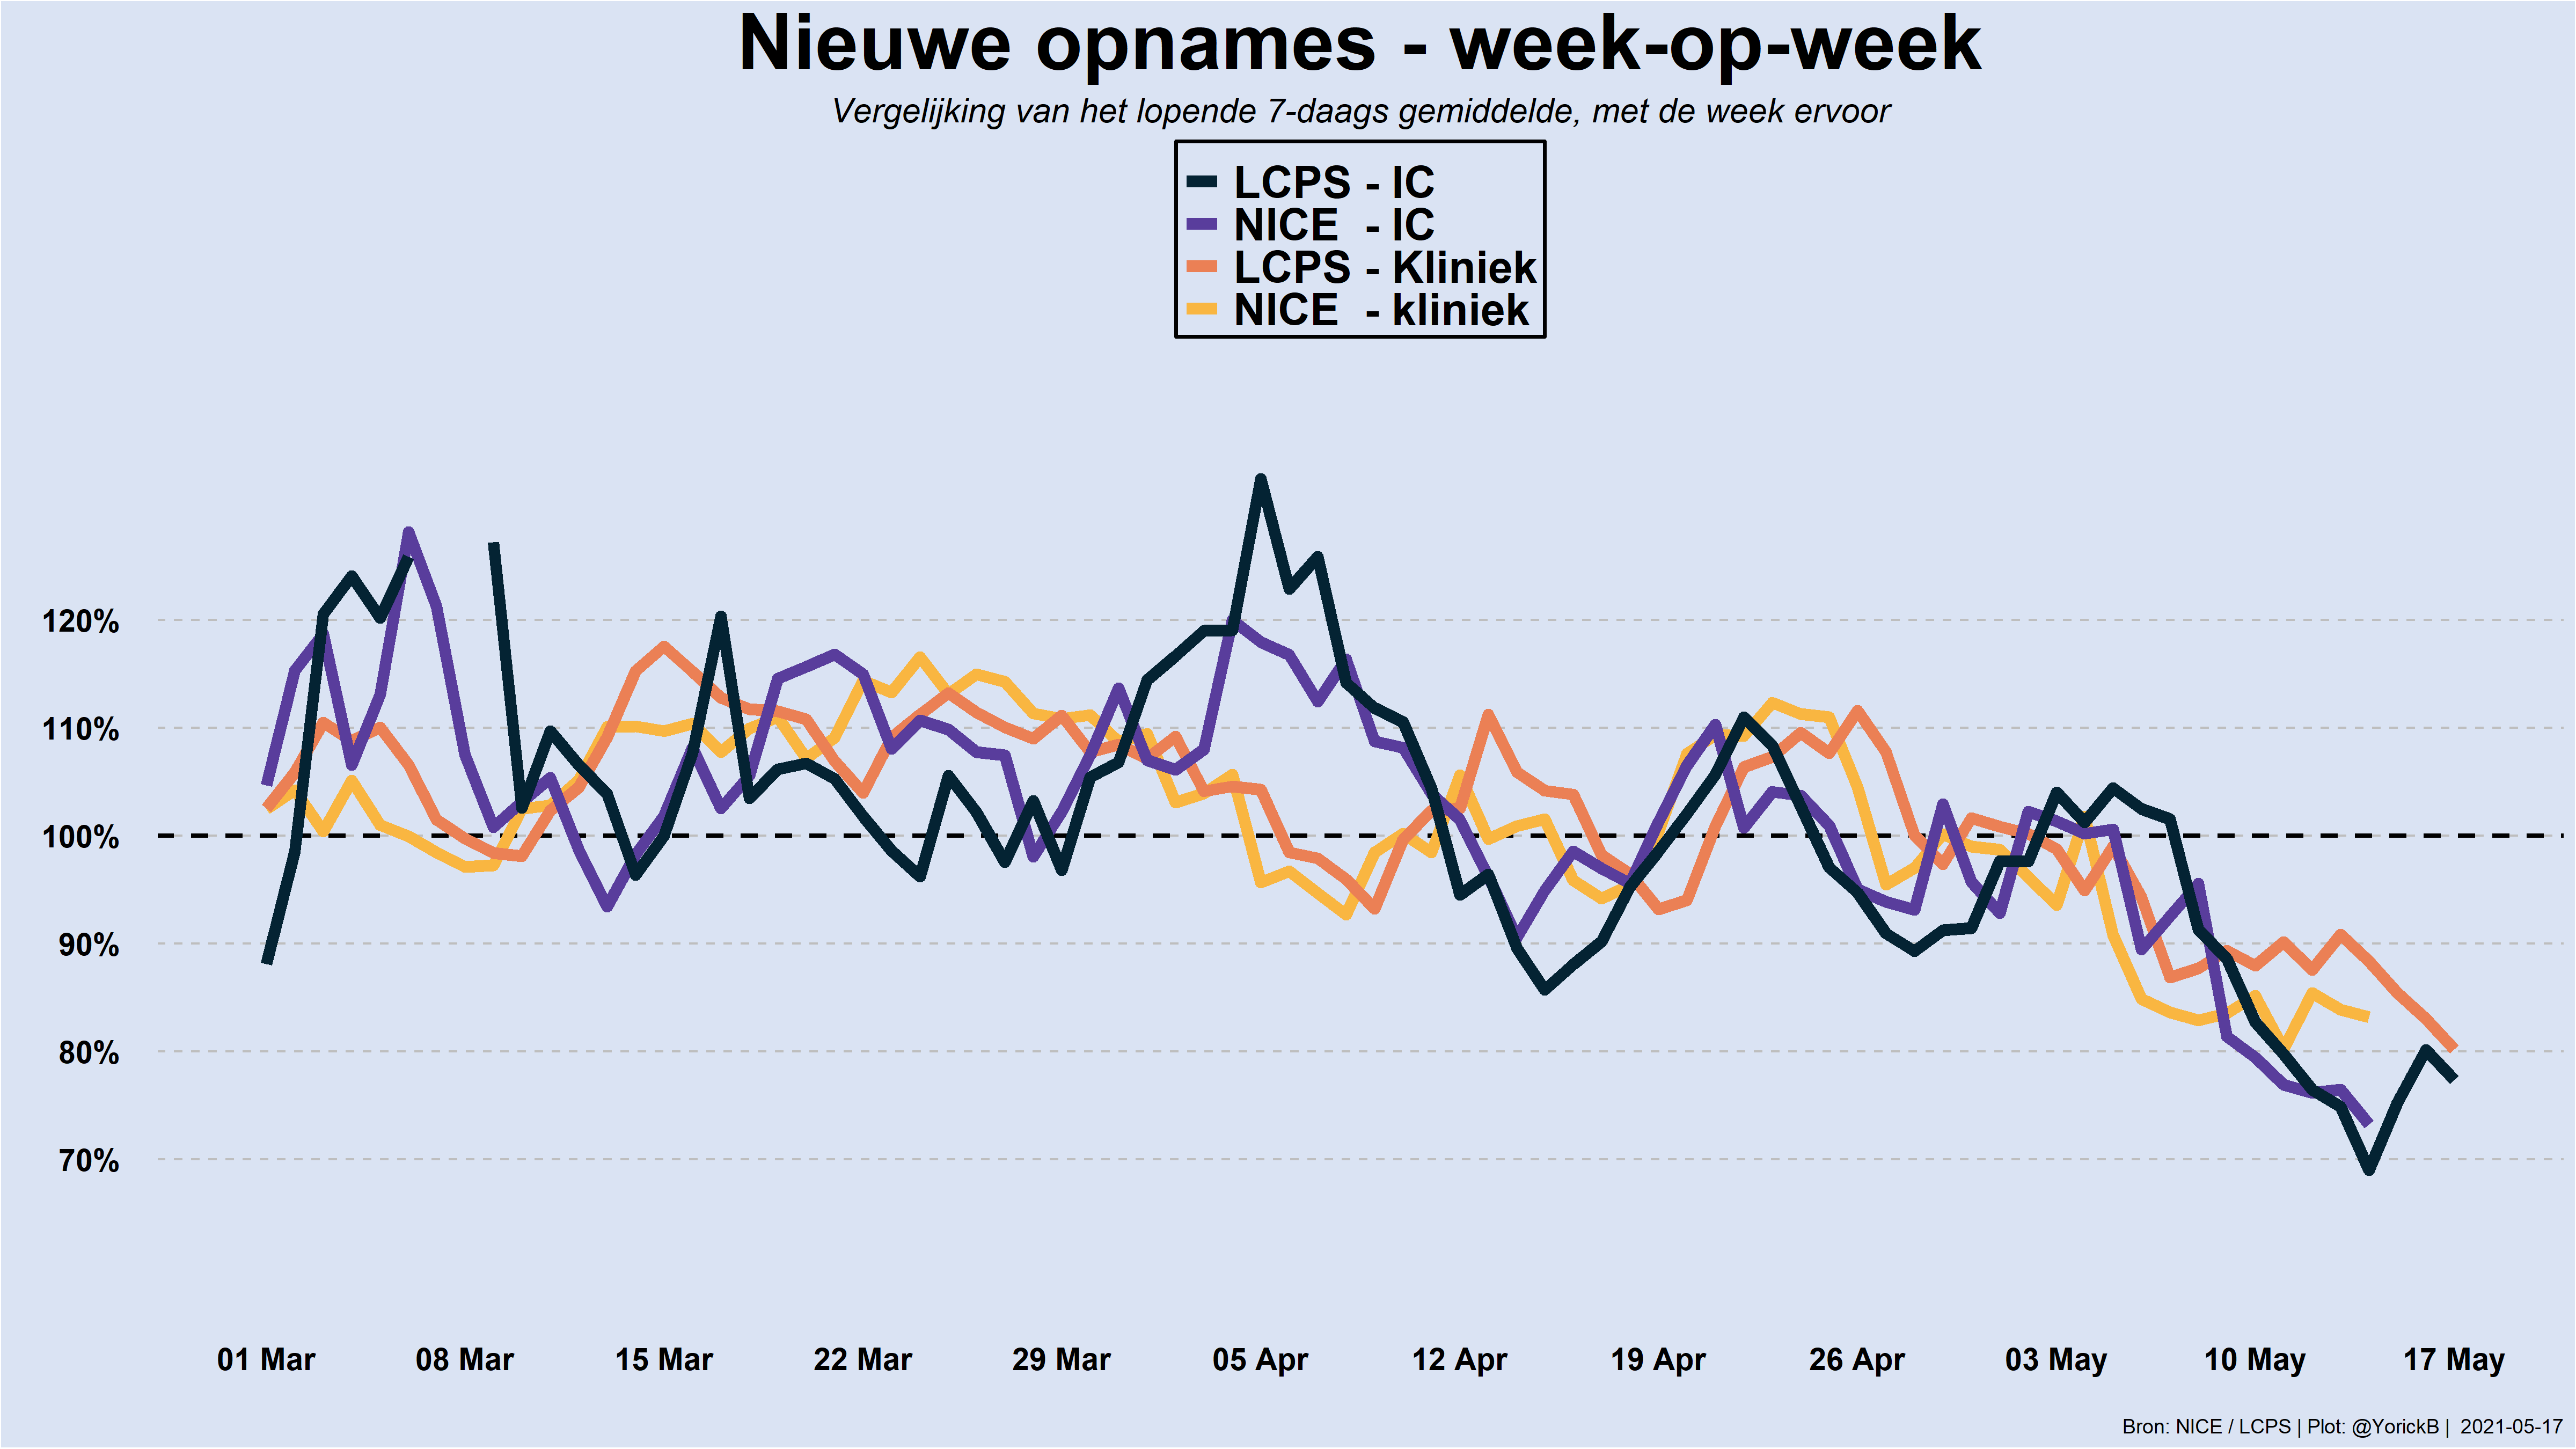 Nieuwe opnames - week-op-week
Vergelijking van het lopende 7-daags gemiddelde, met de week ervoor
LCPS - IC
NICE - IC
LCPS - Kliniek
NICE - kliniek
120%
110%
100%
90%
80%
70%
01 Mar 08 Mar 15 Mar 22 Mar 29 Mar 05 Apr 12 Apr 19 Apr 26 Apr 03 May 10 May 17 May
Bron: NICE / LCPS | Plot: @YorickB | 2021-05-17